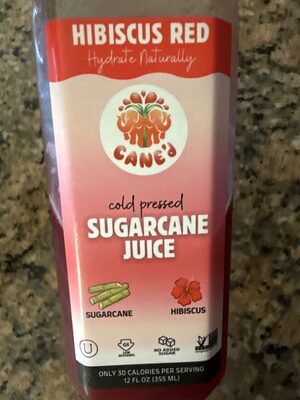 HIBISCUS RED
Hydrate Naturally
CANE'd
cold pressed
SUGARCANE
JUICE
SUGARCANE
HIBISCUS
U
NO ADDED
SUGAR
ONLY 30 CALORIES PER SERVING
12 FL OZ (355 ML)